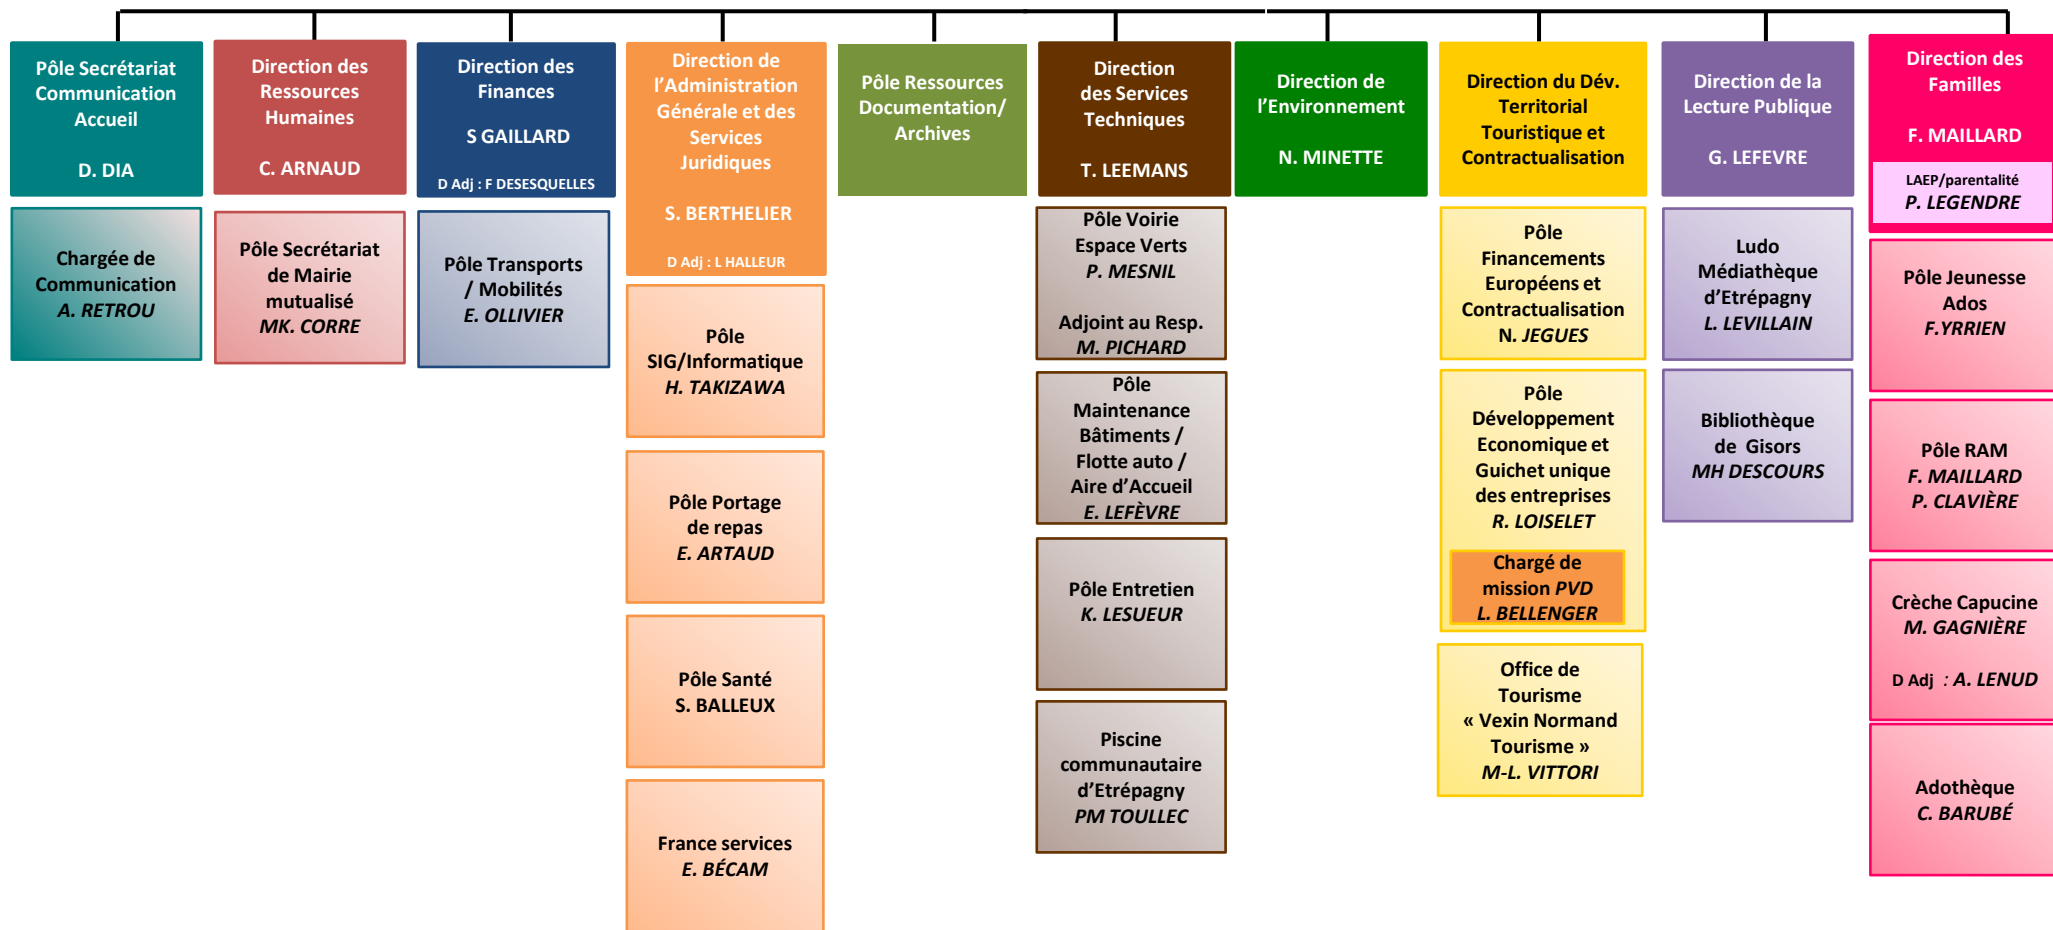 Pôle Secrétariat
Communication
Accueil
D. DIA
Chargée de
Communication
A. RETROU
Direction des
Ressources
Humaines
C. ARNAUD
Pôle Secrétariat
de Mairie
mutualisé
MK. CORRE
Direction des
Finances
S GAILLARD
D Adj : F DESESQUELLES
Pôle Transports
/ Mobilités
E. OLLIVIER
Direction de
l’Administration
Générale et des
Services
Juridiques
S. BERTHELIER
D Adj : L HALLEUR
Pôle
SIG/Informatique
H. TAKIZAWA
Pôle Portage
de repas
E. ARTAUD
Pôle Santé
S. BALLEUX
France services
E. BÉCAM
Pôle Ressources
Documentation/
Archives
Direction
des Services
Techniques
T. LEEMANS
Pôle Voirie
Espace Verts
P. MESNIL
Adjoint au Resp.
M. PICHARD
Pôle
Maintenance
Bâtiments /
Flotte auto /
Aire d’Accueil
E. LEFÈVRE
Pôle Entretien
K. LESUEUR
Piscine
communautaire
d’Etrépagny
PM TOULLEC
Direction de
l’Environnement
N. MINETTE
Direction du Dév.
Territorial
Touristique et
Contractualisation
Pôle
Financements
Européens et
Contractualisation
N. JEGUES
Pôle
Développement
Economique et
Guichet unique
des entreprises
R. LOISELET
Chargé de
mission PVD
L. BELLENGER
Office de
Tourisme
« Vexin Normand
Tourisme »
M-L. VITTORI
Direction de la
Lecture Publique
G. LEFEVRE
Ludo
Médiathèque
d’Etrépagny
L. LEVILLAIN
Bibliothèque
de Gisors
MH DESCOURS
Direction des
Familles
F. MAILLARD
LAEP/parentalité
P. LEGENDRE
Pôle Jeunesse
Ados
F.YRRIEN
Pôle RAM
F. MAILLARD
P. CLAVIÈRE
Crèche Capucine
M. GAGNIÈRE
D Adj : A. LENUD
Adothèque
C. BARUBÉ